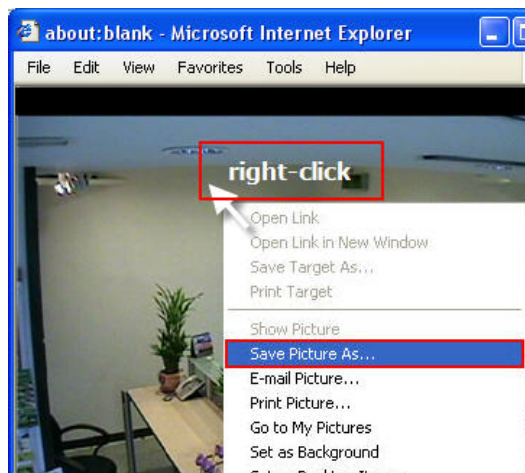 about:blank - Microsoft Internet Explorer
File Edit View Favorites Tools Help
right-click
Open Link
Open Link in New Window
Save Target As...
Print Target
Show Picture
Save Picture As...
E-mail Picture...
Print Picture...
Go to My Pictures
Set as Background